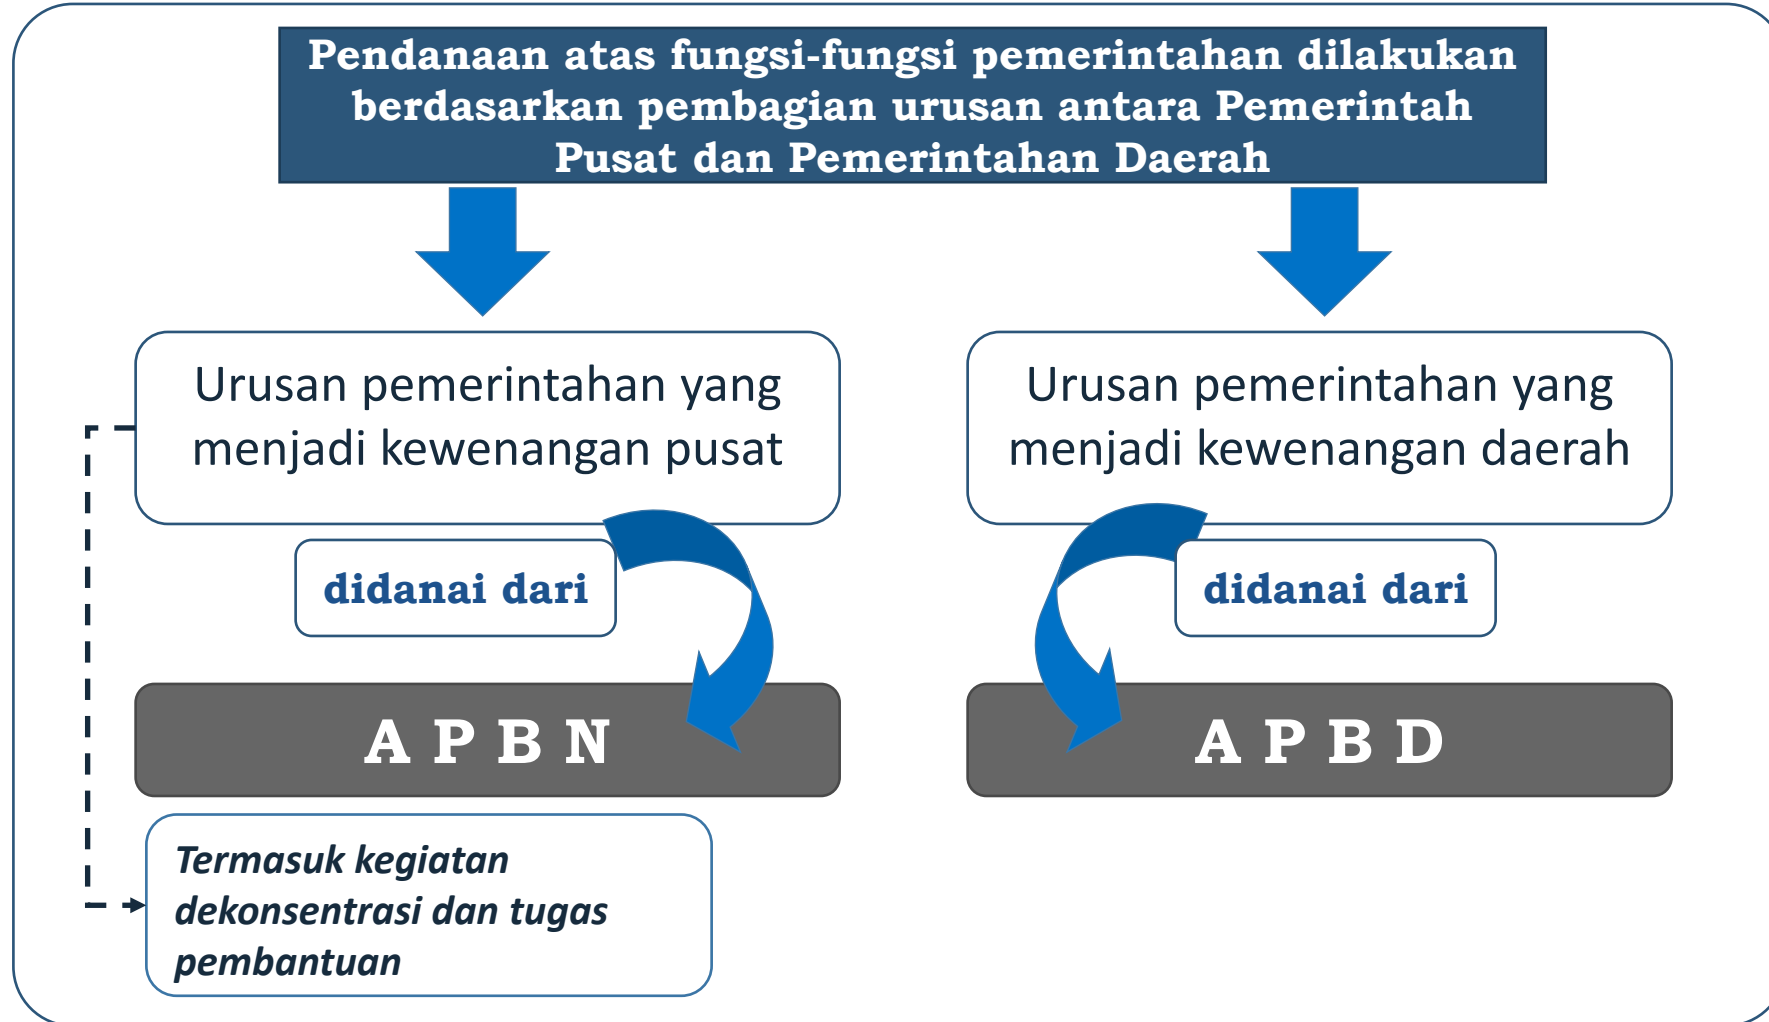 Pendanaan atas fungsi-fungsi pemerintahan dilakukan
berdasarkan pembagian urusan antara Pemerintah
Pusat dan Pemerintahan Daerah
Urusan pemerintahan yang
menjadi kewenangan pusat
didanai dari
A P B N
Termasuk kegiatan
dekonsentrasi dan tugas
pembantuan
Urusan pemerintahan yang
menjadi kewenangan daerah
didanai dari
A P B D